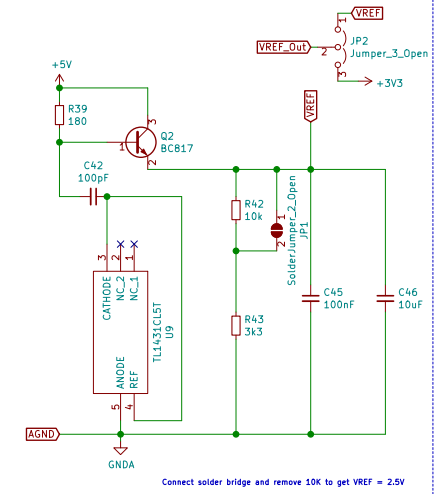 VREF
1
JP2
VREF_Out
2
Jumper_3_Open
3
+3V3
+5V
VREF
R39
180
3
Q2
1
BC817
2
C42
100pF
R42
10k
1
2
SolderJumper_2_Open
JP1
3
2
1
CATHODE
NC_2
NC_1
TL1431CL5T
U9
C45
100nF
C46
10uF
R43
3k3
ANODE
REF
5
4
AGND
GNDA
Connect solder bridge and remove 10K to get VREF = 2.5V